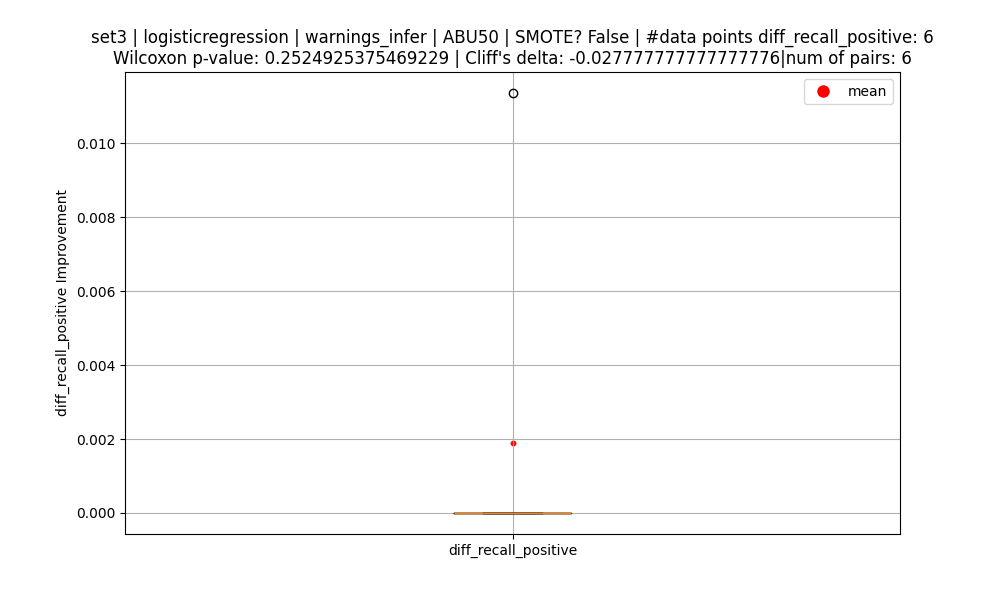 set3 | logisticregression | warnings_infer | ABU50 | SMOTE? False | #data points diff_recall_positive: 6
Wilcoxon p-value: 0.2524925375469229 | Cliff's delta: -0.027777777777777776|num of pairs: 6
mean
0.010
0.008
0.006
0.004
0.002
0.000
diff_recall_positive Improvement
diff_recall_positive